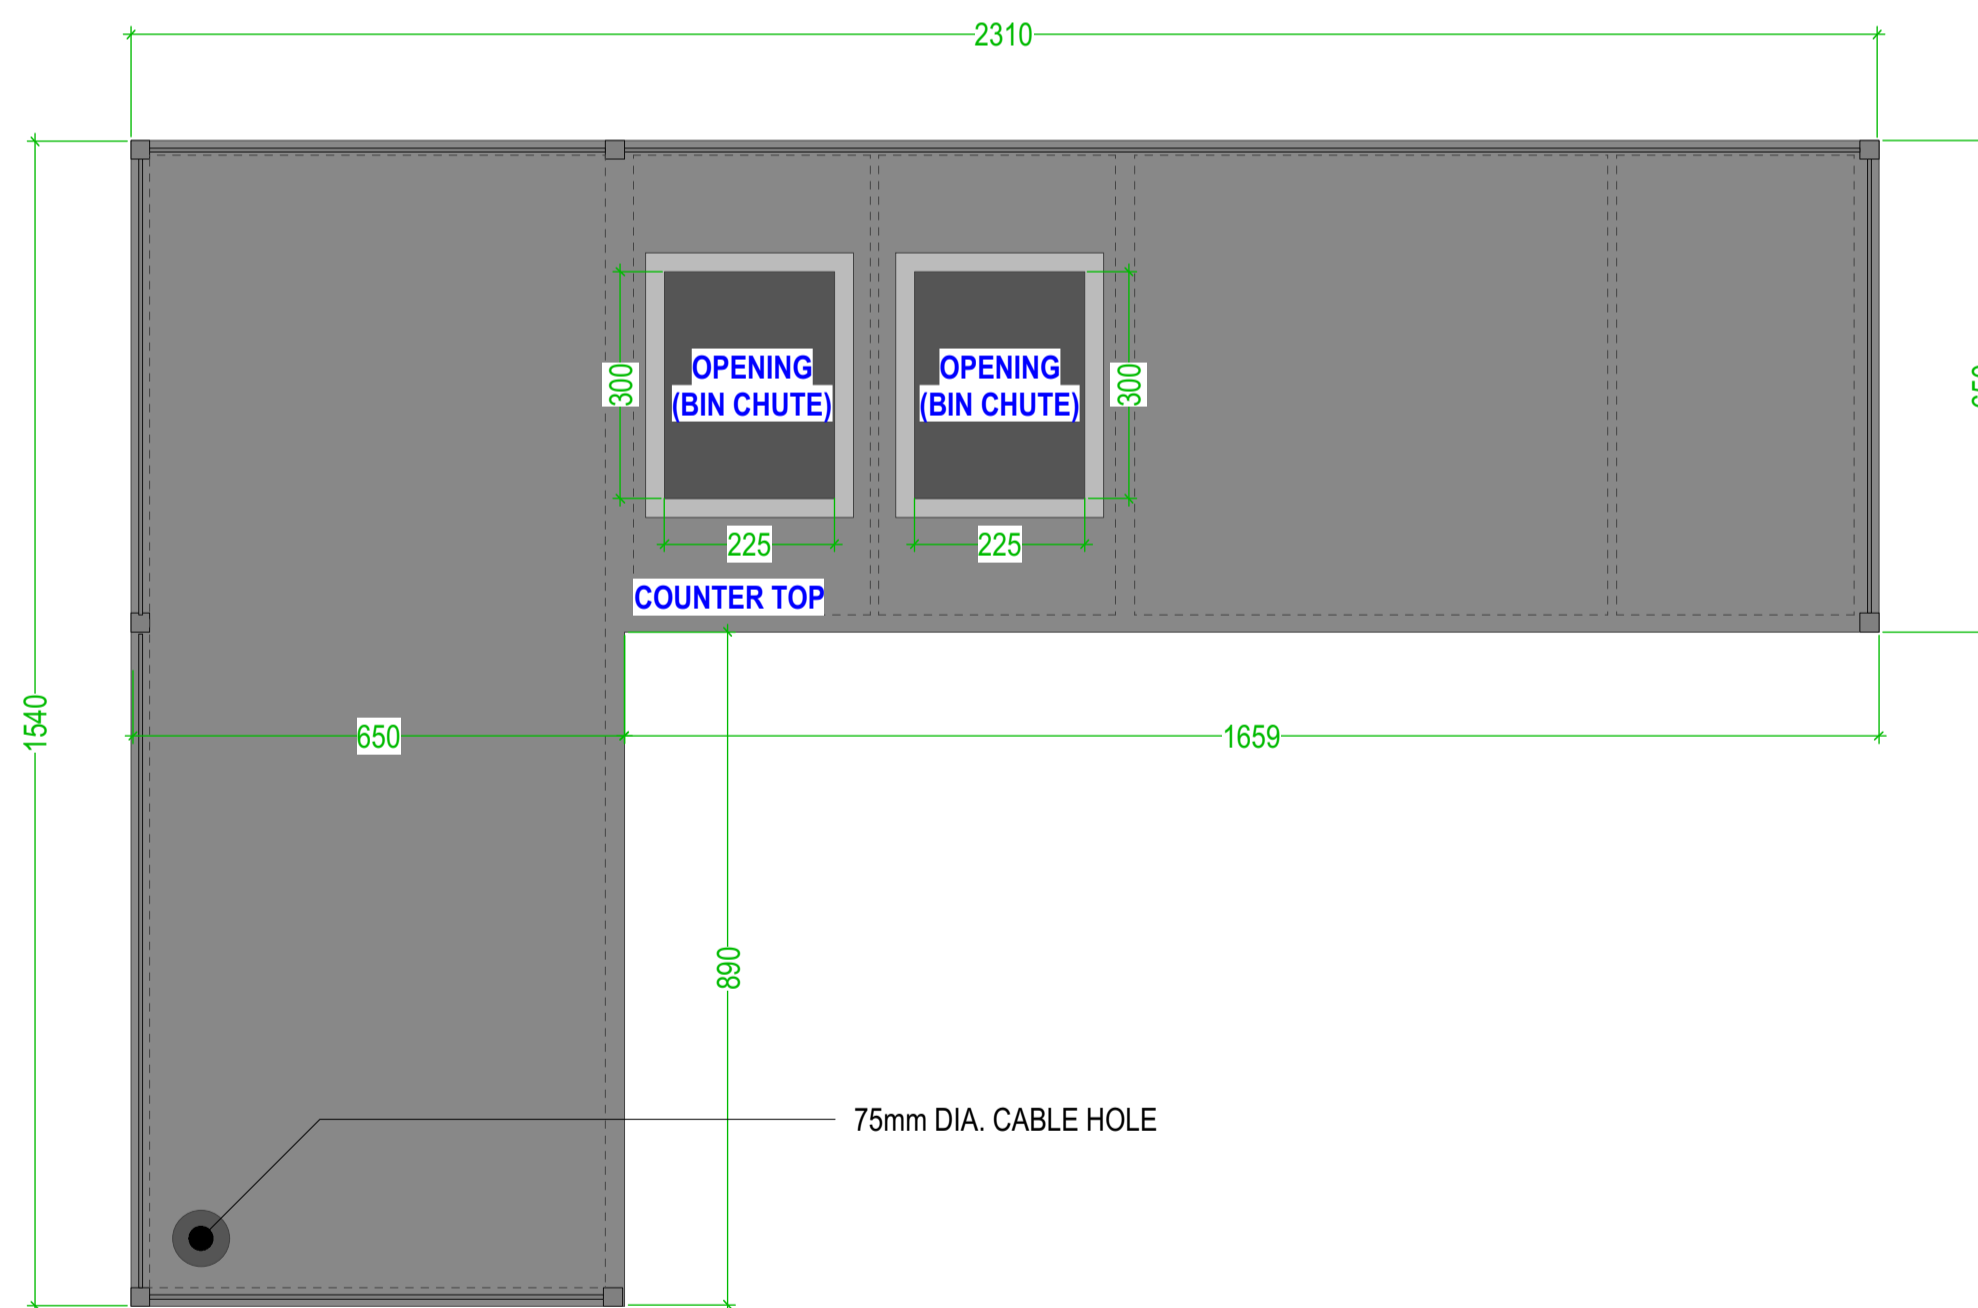 2310
OPENING
(BIN CHUTE)
OPENING
(BIN CHUTE)
300
300
225
225
COUNTER TOP
1540
650
1659
890
75mm DIA. CABLE HOLE